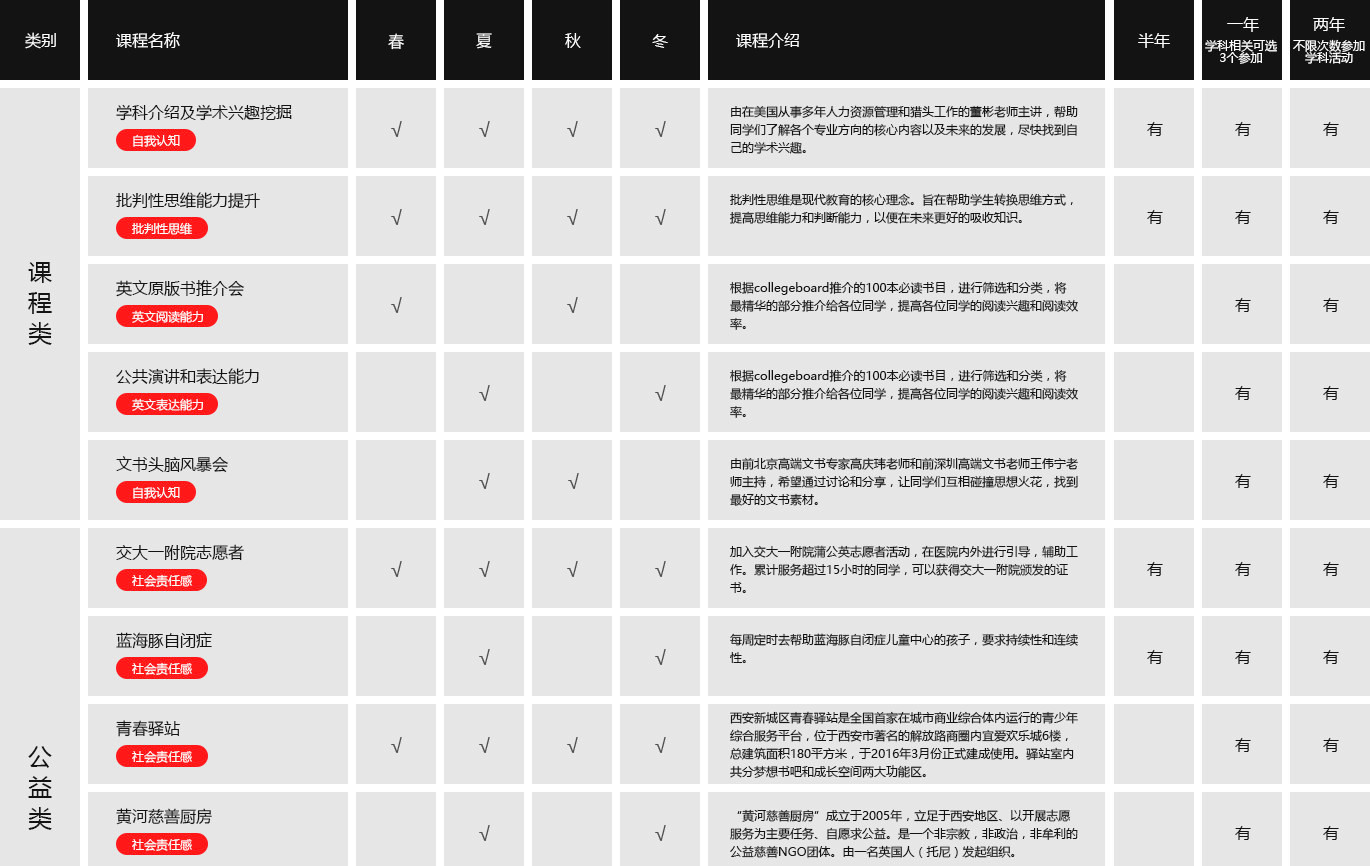 类别
课程名称
春
夏
秋
冬
课程介绍
半年
一年
学科相关可选
3个参加
两年
不限次数参加
学科活动
课
程
类
学科介绍及学术兴趣挖掘
自我认知
√
√
√
√
由在美国从事多年人力资源管理和猎头工作的董彬老师主讲，帮助
同学们了解各个专业方向的核心内容以及未来的发展，尽快找到自
己的学术兴趣。
有
有
有
批判性思维能力提升
批判性思维
√
√
√
√
批判性思维是现代教育的核心理念。旨在帮助学生转换思维方式，
提高思维能力和判断能力，以便在未来更好的吸收知识。
有
有
有
英文原版书推介会
英文阅读能力
√
√
根据collegeboard推介的100本必读书目，进行筛选和分类，将
最精华的部分推介给各位同学，提高各位同学的阅读兴趣和阅读效
率。
有
有
公共演讲和表达能力
英文表达能力
√
√
根据collegeboard推介的100本必读书目，进行筛选和分类，将
最精华的部分推介给各位同学，提高各位同学的阅读兴趣和阅读效
率。
有
有
文书头脑风暴会
自我认知
√
√
由前北京高端文书专家高庆玮老师和前深圳高端文书老师王伟宁老
师主持，希望通过讨论和分享，让同学们互相碰撞思想火花，找到
最好的文书素材。
有
有
公
益
类
交大一附院志愿者
社会责任感
√
√
√
√
加入交大一附院蒲公英志愿者活动，在医院内外进行引导，辅助工
作。累计服务超过15小时的同学，可以获得交大一附院颁发的证
书。
有
有
有
蓝海豚自闭症
社会责任感
√
√
每周定时去帮助蓝海豚自闭症儿童中心的孩子，要求持续性和连续
性。
有
有
有
青春驿站
社会责任感
√
√
√
√
西安新城区青春驿站是全国首家在城市商业综合体内运行的青少年
综合服务平台，位于西安市著名的解放路商圈内宜爱欢乐城6楼，
总建筑面积180平方米，于2016年3月份正式建成使用。驿站室内
共分梦想书吧和成长空间两大功能区。
有
有
黄河慈善厨房
社会责任感
√
√
“黄河慈善厨房”成立于2005年，立足于西安地区、以开展志愿
服务为主要任务、自愿求公益。是一个非宗教，非政治，非牟利的
公益慈善NGO团体。由一名英国人（托尼）发起组织。
有
有